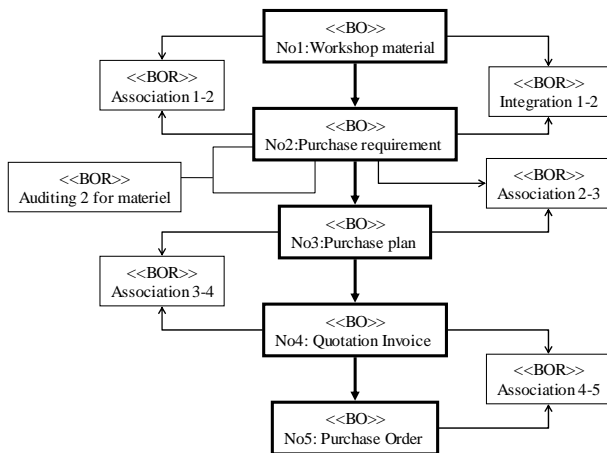 <<BO>>
No1:Workshop material
<<BOR>>
Association 1-2
<<BOR>>
Integration 1-2
<<BO>>
No2:Purchase requirement
<<BOR>>
Auditing 2 for materiel
<<BOR>>
Association 2-3
<<BO>>
No3:Purchase plan
<<BOR>>
Association 3-4
<<BO>>
No4: Quotation Invoice
<<BOR>>
Association 4-5
<<BO>>
No5: Purchase Order